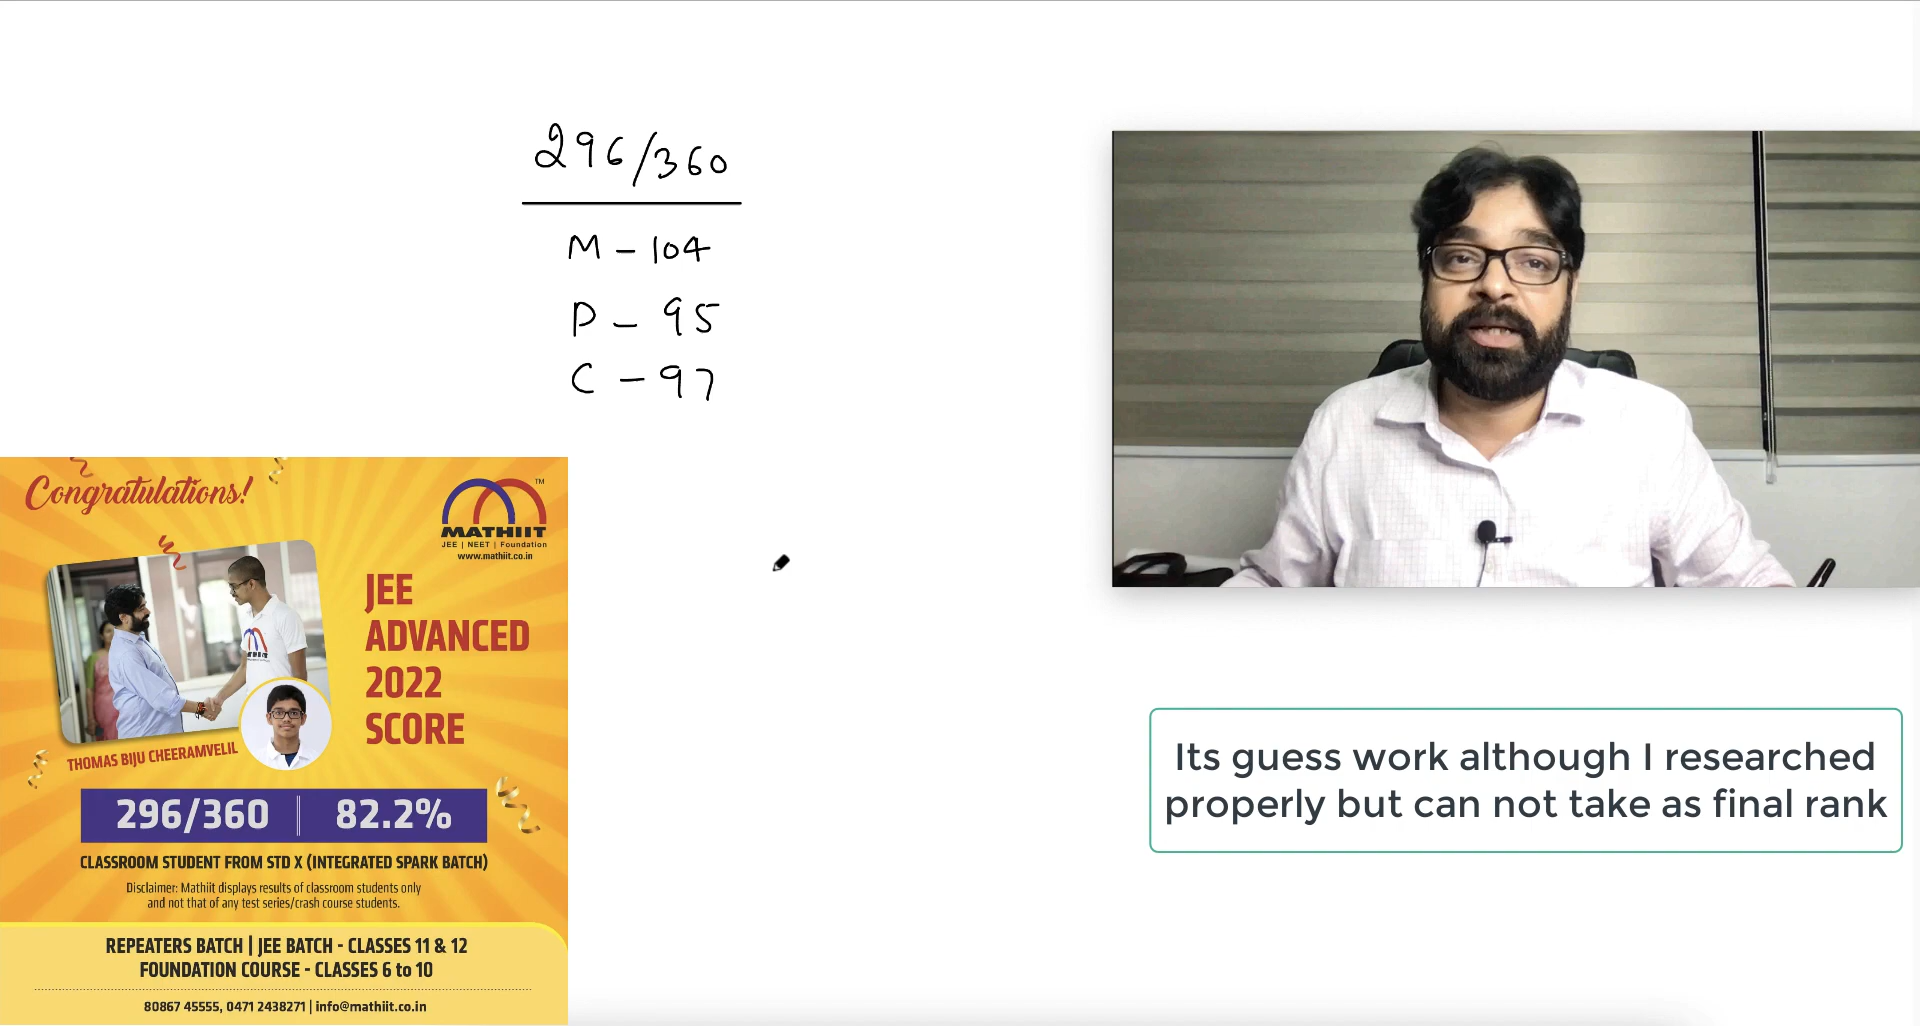 296/360
M - 104
P - 95
C - 97
Congratulations!
TM
MATHIIT
JEE | NEET | Foundation
www.mathiit.co.in
JEE
ADVANCED
2022
SCORE
THOMAS BIJU CHEERAMVELIL
296/360 | 82.2%
CLASSROOM STUDENT FROM STD X (INTEGRATED SPARK BATCH)
Disclaimer: Mathiit displays results of classroom students only
and not that of any test series/crash course students.
REPEATERS BATCH | JEE BATCH - CLASSES 11 & 12
FOUNDATION COURSE - CLASSES 6 to 10
80867 45555, 0471 2438271 | info@mathiit.co.in
Its guess work although I researched
properly but can not take as final rank